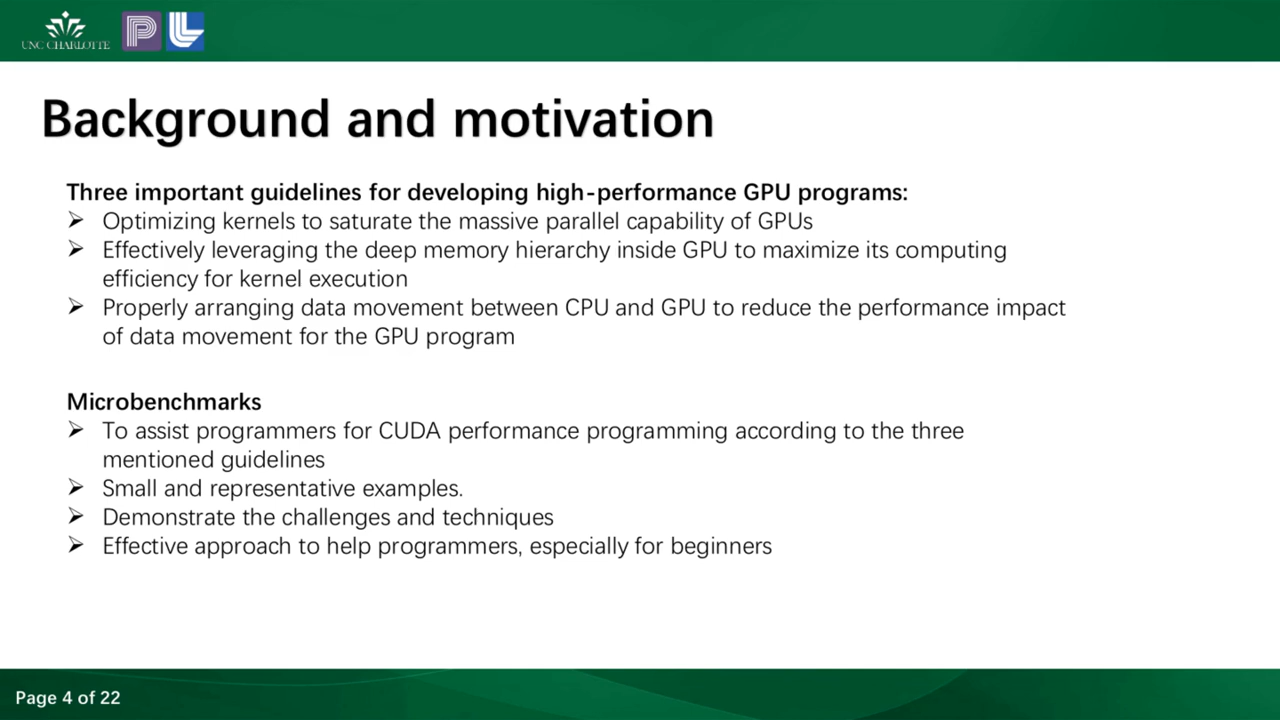 UNC CHARLOTTE
Background and motivation
Three important guidelines for developing high-performance GPU programs:
➢ Optimizing kernels to saturate the massive parallel capability of GPUs
➢ Effectively leveraging the deep memory hierarchy inside GPU to maximize its computing
efficiency for kernel execution
➢ Properly arranging data movement between CPU and GPU to reduce the performance impact
of data movement for the GPU program
Microbenchmarks
➢ To assist programmers for CUDA performance programming according to the three
mentioned guidelines
➢ Small and representative examples.
➢ Demonstrate the challenges and techniques
➢ Effective approach to help programmers, especially for beginners
Page 4 of 22